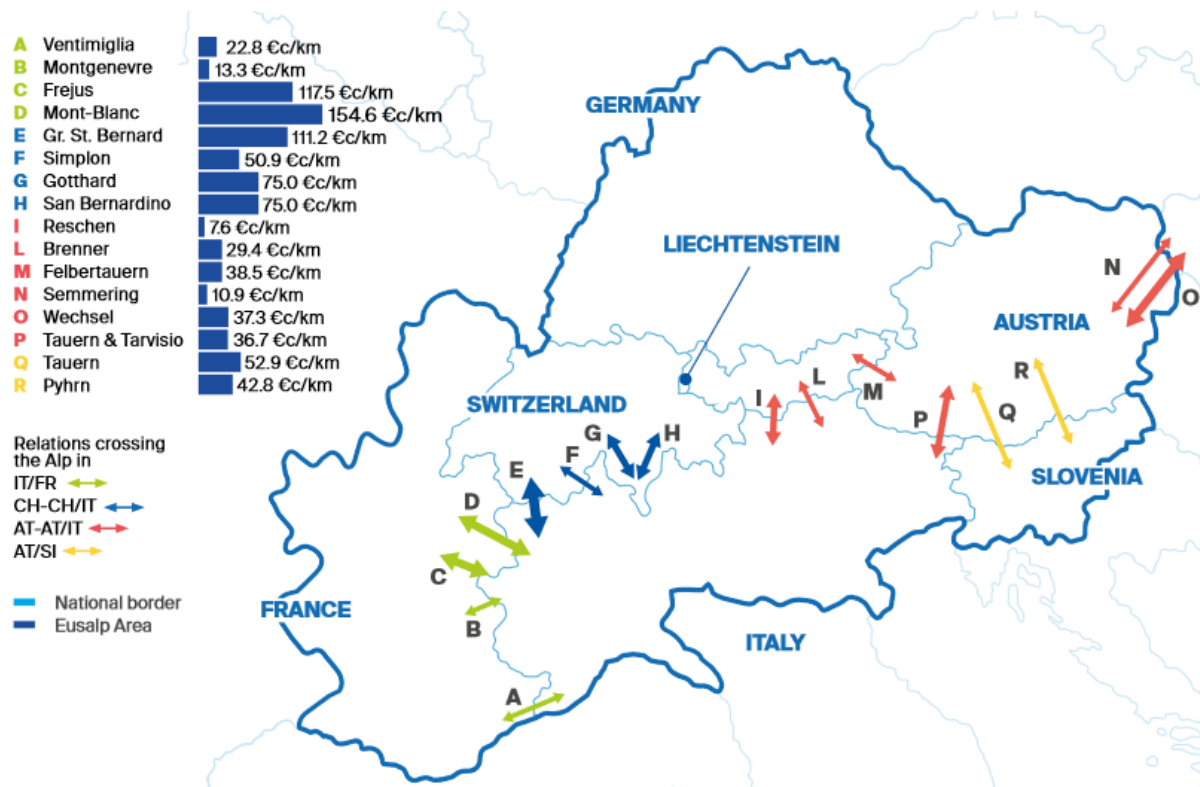 A Ventimiglia 22.8 €c/km
B Montgenevre 13.3 €c/km
C Frejus 117.5 €c/km
D Mont-Blanc 154.6 €c/km
E Gr. St. Bernard 111.2 €c/km
F Simplon 50.9 €c/km
G Gotthard 75.0 €c/km
H San Bernardino 75.0 €c/km
I Reschen 7.6 €c/km
L Brenner 29.4 €c/km
M Felbertauern 38.5 €c/km
N Semmering 10.9 €c/km
O Wechsel 37.3 €c/km
P Tauern & Tarvisio 36.7 €c/km
Q Tauern 52.9 €c/km
R Pyhrn 42.8 €c/km
Relations crossing
the Alp in
IT/FR
CH-CH/IT
AT-AT/IT
AT/SI
National border
Eusalp Area
GERMANY
LIECHTENSTEIN
N
O
AUSTRIA
SWITZERLAND
I
L
M
R
P
Q
G
H
F
E
SLOVENIA
D
C
B
FRANCE
ITALY
A